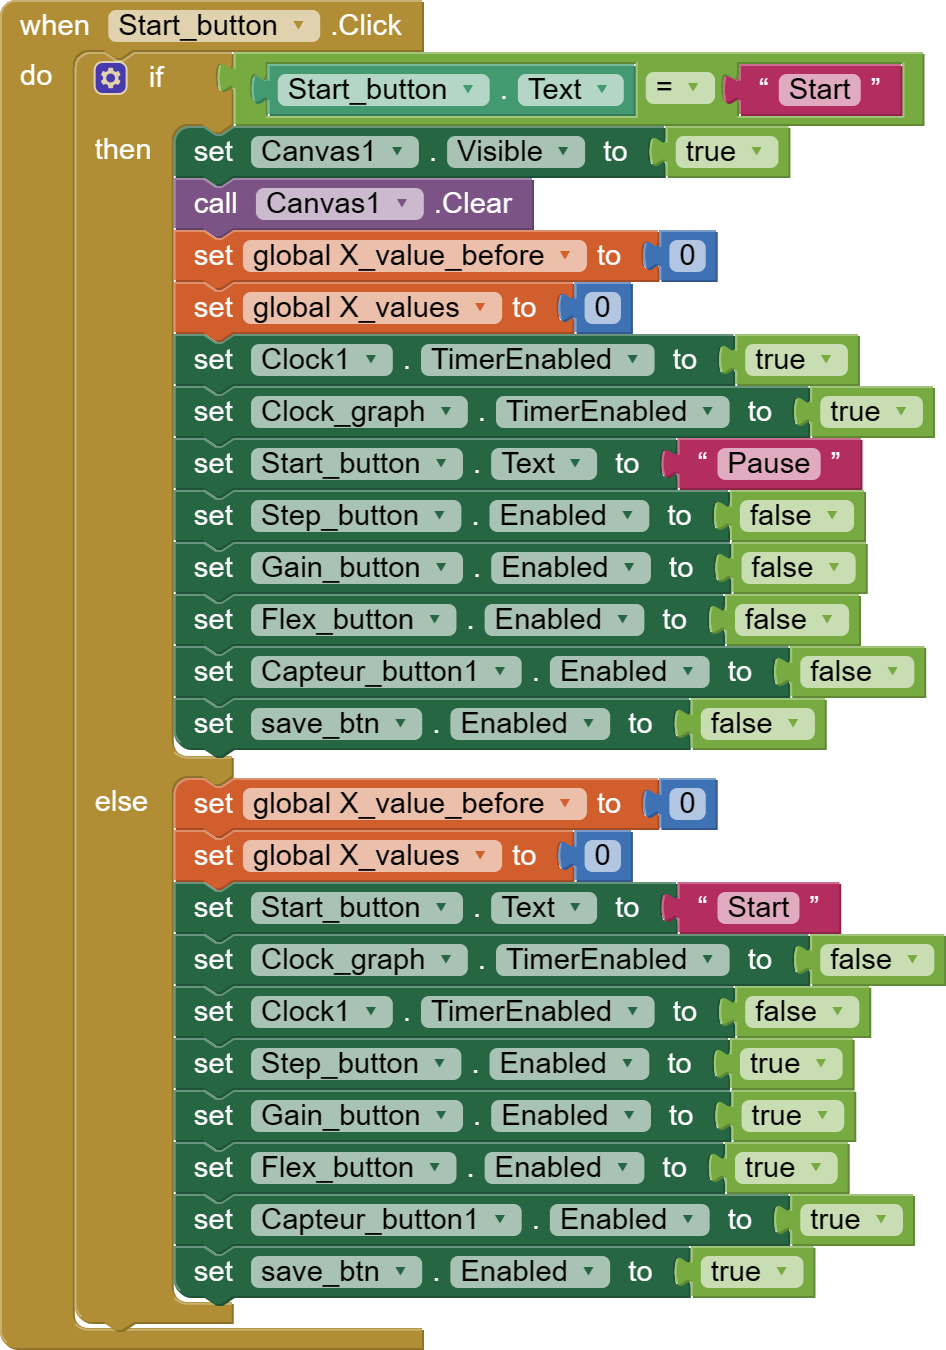 when Start_button .Click
do if Start_button . Text = “ Start ”
then set Canvas1 . Visible to true
call Canvas1 .Clear
set global X_value_before to 0
set global X_values to 0
set Clock1 . TimerEnabled to true
set Clock_graph . TimerEnabled to true
set Start_button . Text to “ Pause ”
set Step_button . Enabled to false
set Gain_button . Enabled to false
set Flex_button . Enabled to false
set Capteur_button1 . Enabled to false
set save_btn . Enabled to false
else set global X_value_before to 0
set global X_values to 0
set Start_button . Text to “ Start ”
set Clock_graph . TimerEnabled to false
set Clock1 . TimerEnabled to false
set Step_button . Enabled to true
set Gain_button . Enabled to true
set Flex_button . Enabled to true
set Capteur_button1 . Enabled to true
set save_btn . Enabled to true